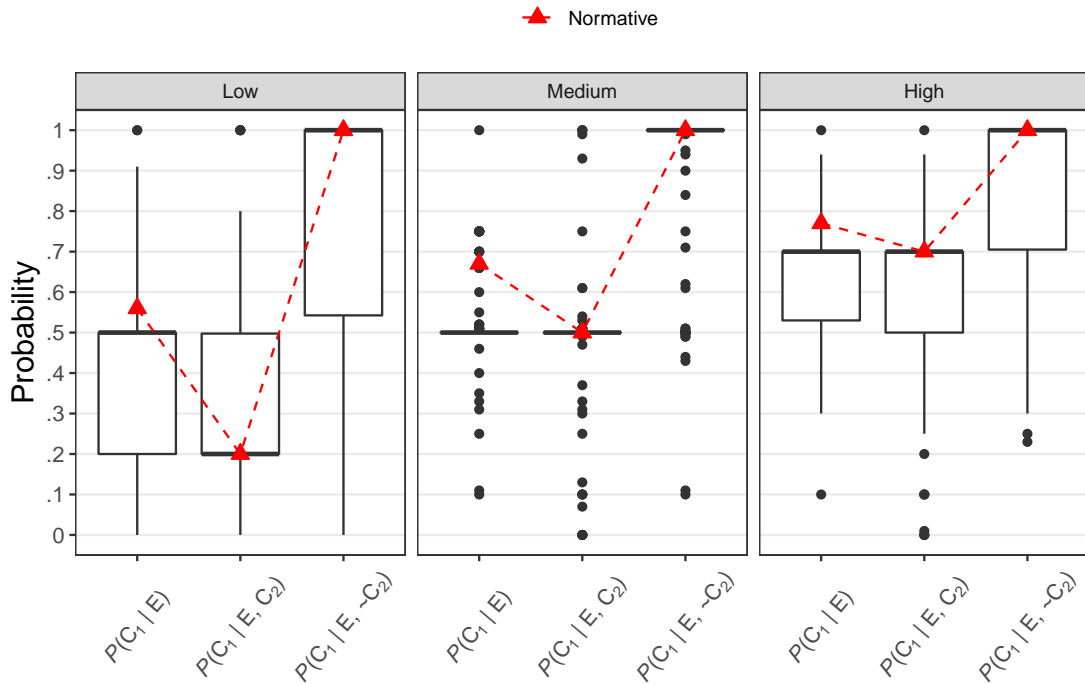 Normative
Low Medium High
Probability
1
.9
.8
.7
.6
.5
.4
.3
.2
.1
0
P(C₁ | E) P(C₁ | E, C₂) P(C₁ | E, ~C₂) P(C₁ | E) P(C₁ | E, C₂) P(C₁ | E, ~C₂) P(C₁ | E) P(C₁ | E, C₂) P(C₁ | E, ~C₂)